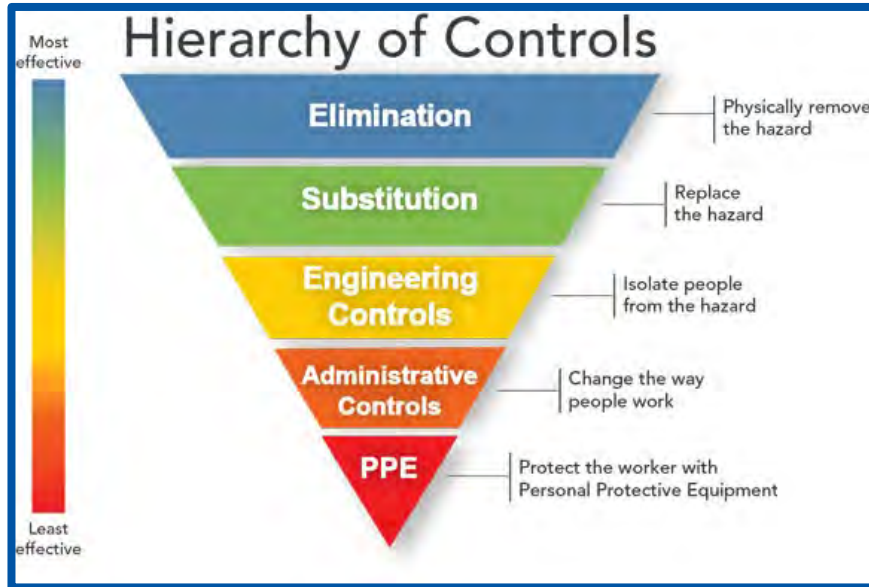 Hierarchy of Controls
Most
effective
Elimination
Physically remove
the hazard
Substitution
Replace
the hazard
Engineering
Controls
Isolate people
from the hazard
Administrative
Controls
Change the way
people work
PPE
Protect the worker with
Personal Protective Equipment
Least
effective